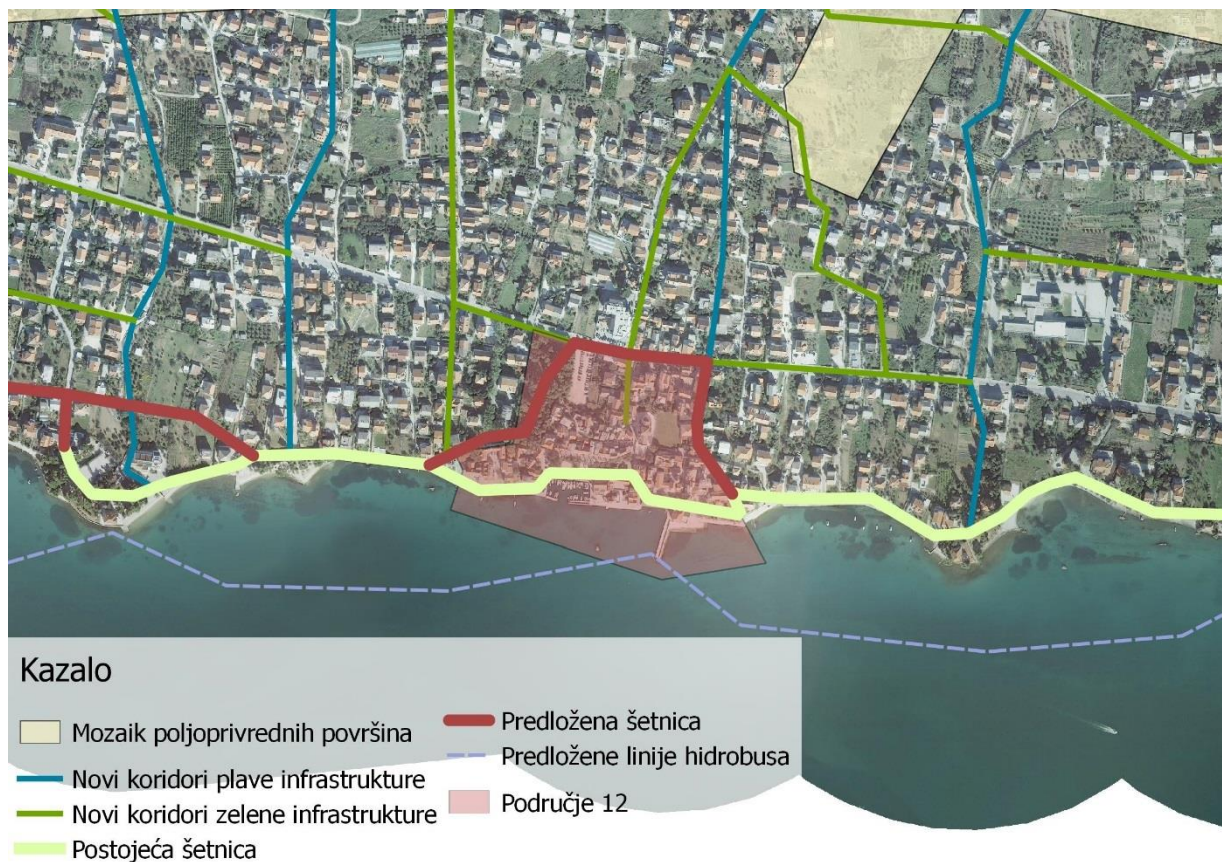 Kazalo
Mozaik poljoprivrednih površina
Novi koridori plave infrastrukture
Novi koridori zelene infrastrukture
Postojeća šetnica
Predložena šetnica
Predložene linije hidrobusa
Područje 12